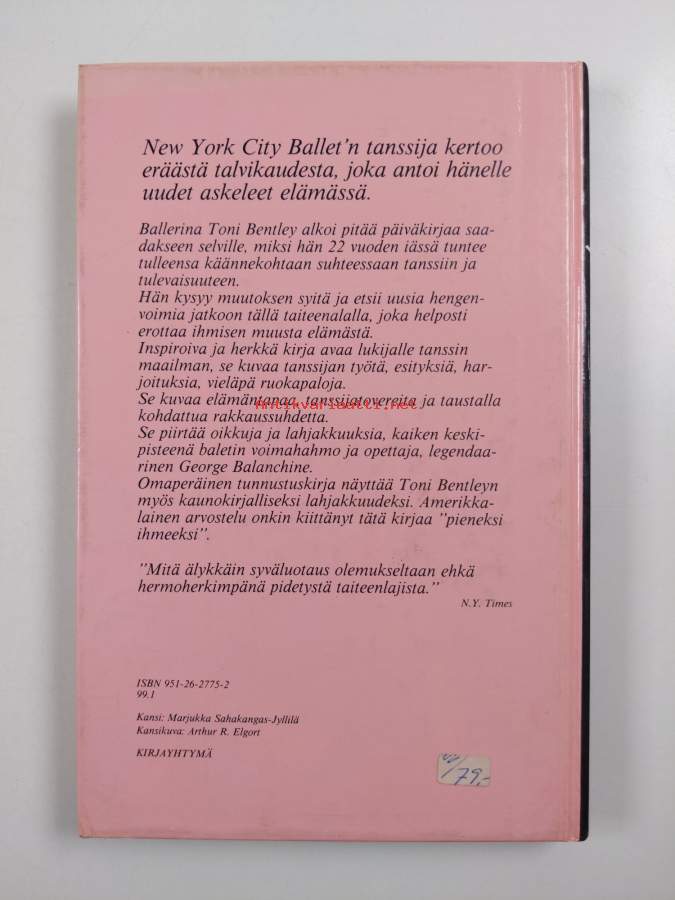 New York City Ballet'n tanssija kertoo
eräästä talvikaudesta, joka antoi hänelle
uudet askeleet elämässä.
Ballerina Toni Bentley alkoi pitää päiväkirjaa saa-
dakseen selville, miksi hän 22 vuoden iässä tuntee
tulleensa käännekohtaan suhteessaan tanssiin ja
tulevaisuuteen.
Hän kysyy muutoksen syitä ja etsii uusia hengen-
voimia jatkoon tällä taiteenalalla, joka helposti
erottaa ihmisen muusta elämästä.
Inspiroiva ja herkkä kirja avaa lukijalle tanssin
maailman, se kuvaa tanssijan työtä, esityksiä, har-
joituksia, vieläpä ruokapaloja.
Se kuvaa elämäntapaa, tanssijatovereita ja taustalla
Antikvariaatti.net
kohdattua rakkaussuhdetta.
Se piirtää oikkuja ja lahjakkuuksia, kaiken keski-
pisteenä baletin voimahahmo ja opettaja, legendaa-
rinen George Balanchine.
Omaperäinen tunnustuskirja näyttää Toni Bentleyn
myös kaunokirjalliseksi lahjakkuudeksi. Amerikka-
lainen arvostelu onkin kiittänyt tätä kirjaa "pieneksi
ihmeeksi".
"Mitä älykkäin syväluotaus olemukseltaan ehkä
hermoherkimpänä pidetystä taiteenlajista."
N.Y. Times
ISBN 951-26-2775-2
99.1
Kansi: Marjukka Sahakangas-Jyllilä
Kansikuva: Arthur R. Elgort
KIRJAYHTYMÄ
79,-